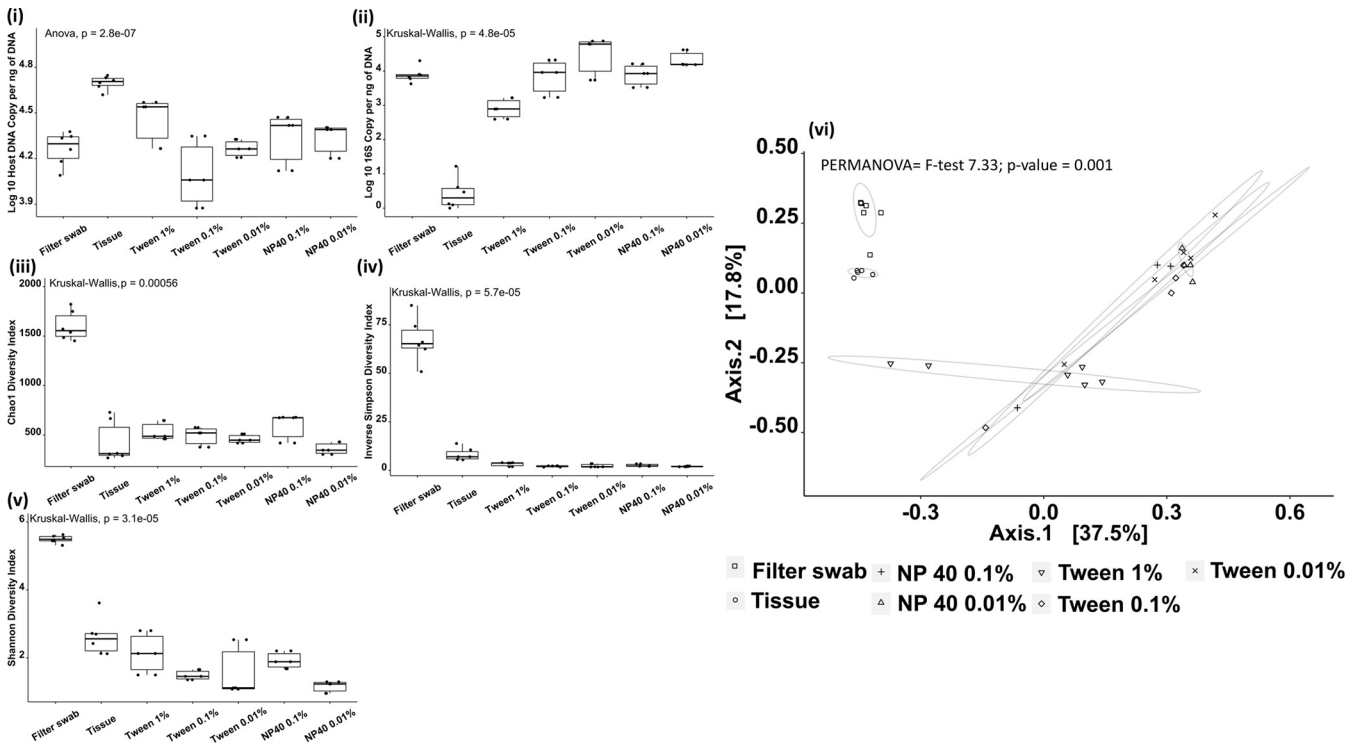 (i)
Anova, p = 2.8e-07
Log 10 Host DNA Copy per ng of DNA
4.8
4.5
4.2
3.9
Filter swab
Tissue
Tween 1%
Tween 0.1%
Tween 0.01%
NP40 0.1%
NP40 0.01%
(ii)
Kruskal-Wallis, p = 4.8e-05
Log 10 16S Copy per ng of DNA
5
4
3
2
1
0
Filter swab
Tissue
Tween 1%
Tween 0.1%
Tween 0.01%
NP40 0.1%
NP40 0.01%
(iii)
Kruskal-Wallis,p = 0.00056
Chao1 Diversity Index
2000
1500
1000
500
Filter swab
Tissue
Tween 1%
Tween 0.1%
Tween 0.01%
NP40 0.1%
NP40 0.01%
(iv)
Kruskal-Wallis, p = 5.7e-05
Inverse Simpson Diversity Index
75
50
25
0
Filter swab
Tissue
Tween 1%
Tween 0.1%
Tween 0.01%
NP40 0.1%
NP40 0.01%
(v)
Kruskal-Wallis, p = 3.1e-05
Shannon Diversity Index
6
4
2
Filter swab
Tissue
Tween 1%
Tween 0.1%
Tween 0.01%
NP40 0.1%
NP40 0.01%
(vi)
PERMANOVA= F-test 7.33; p-value = 0.001
Axis.2 [17.8%]
0.50
0.25
0.00
-0.25
-0.50
-0.3
0.0
0.3
0.6
Axis.1 [37.5%]
Filter swab
NP 40 0.1%
Tween 1%
Tween 0.01%
Tissue
NP 40 0.01%
Tween 0.1%